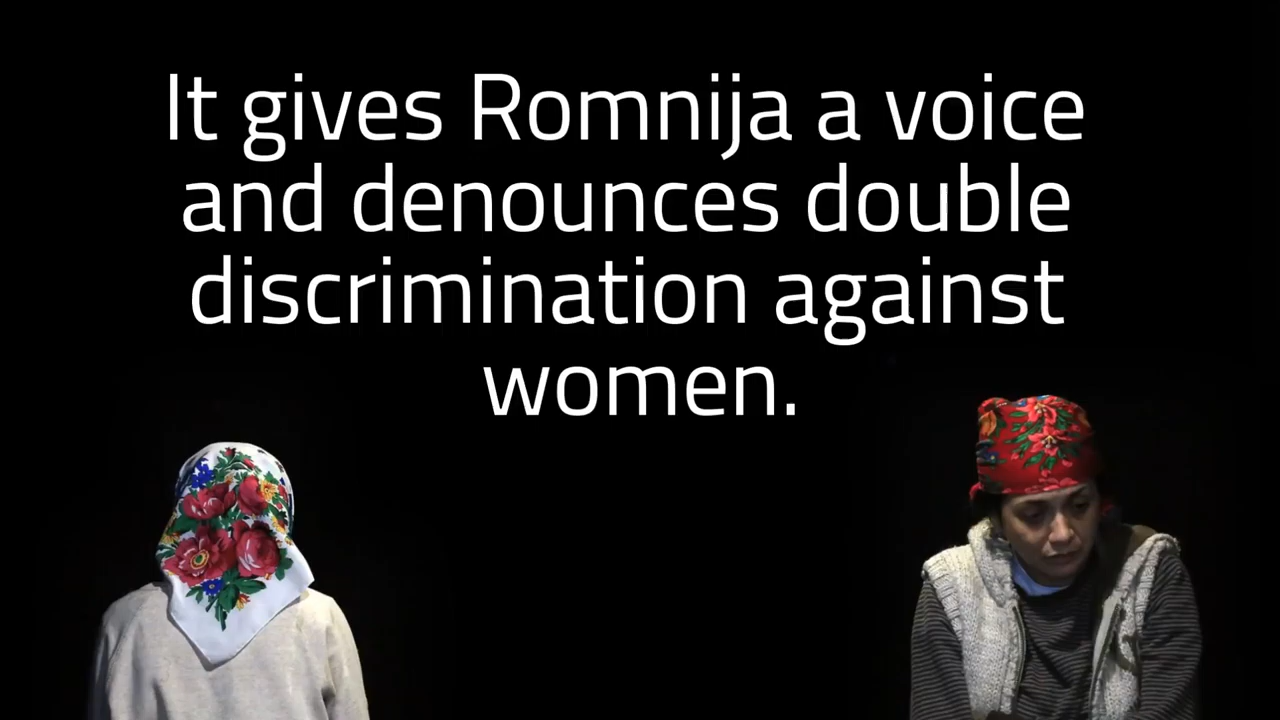 It gives Romnija a voice
and denounces double
discrimination against
women.